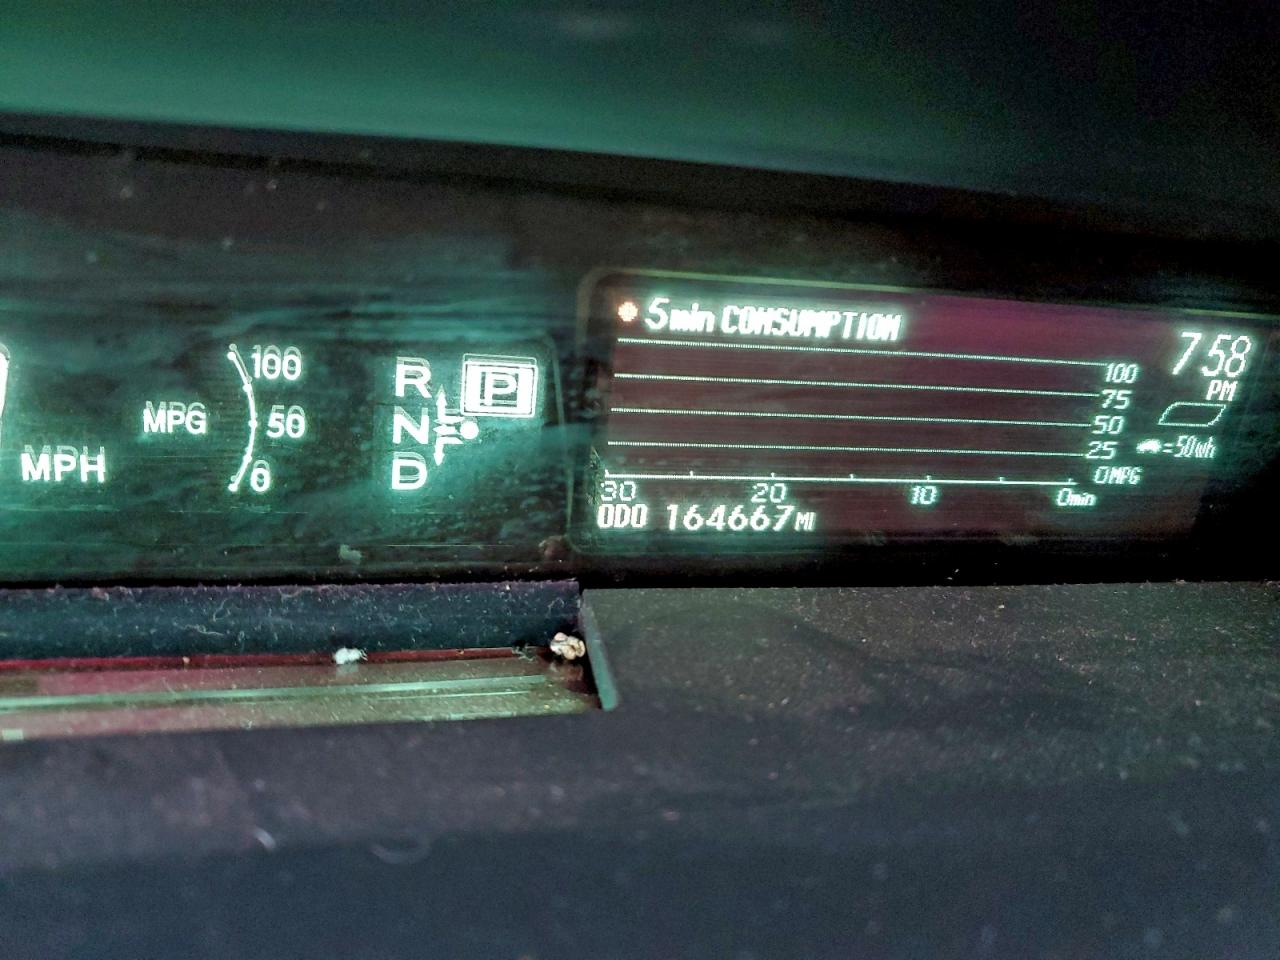 MPH
MPG
100
50
0
R
N
D
P
5min CONSUMPTION
7 58
PM
100
75
50
25
0MPG
=50Wh
30 20 10 0min
ODO 164667MI